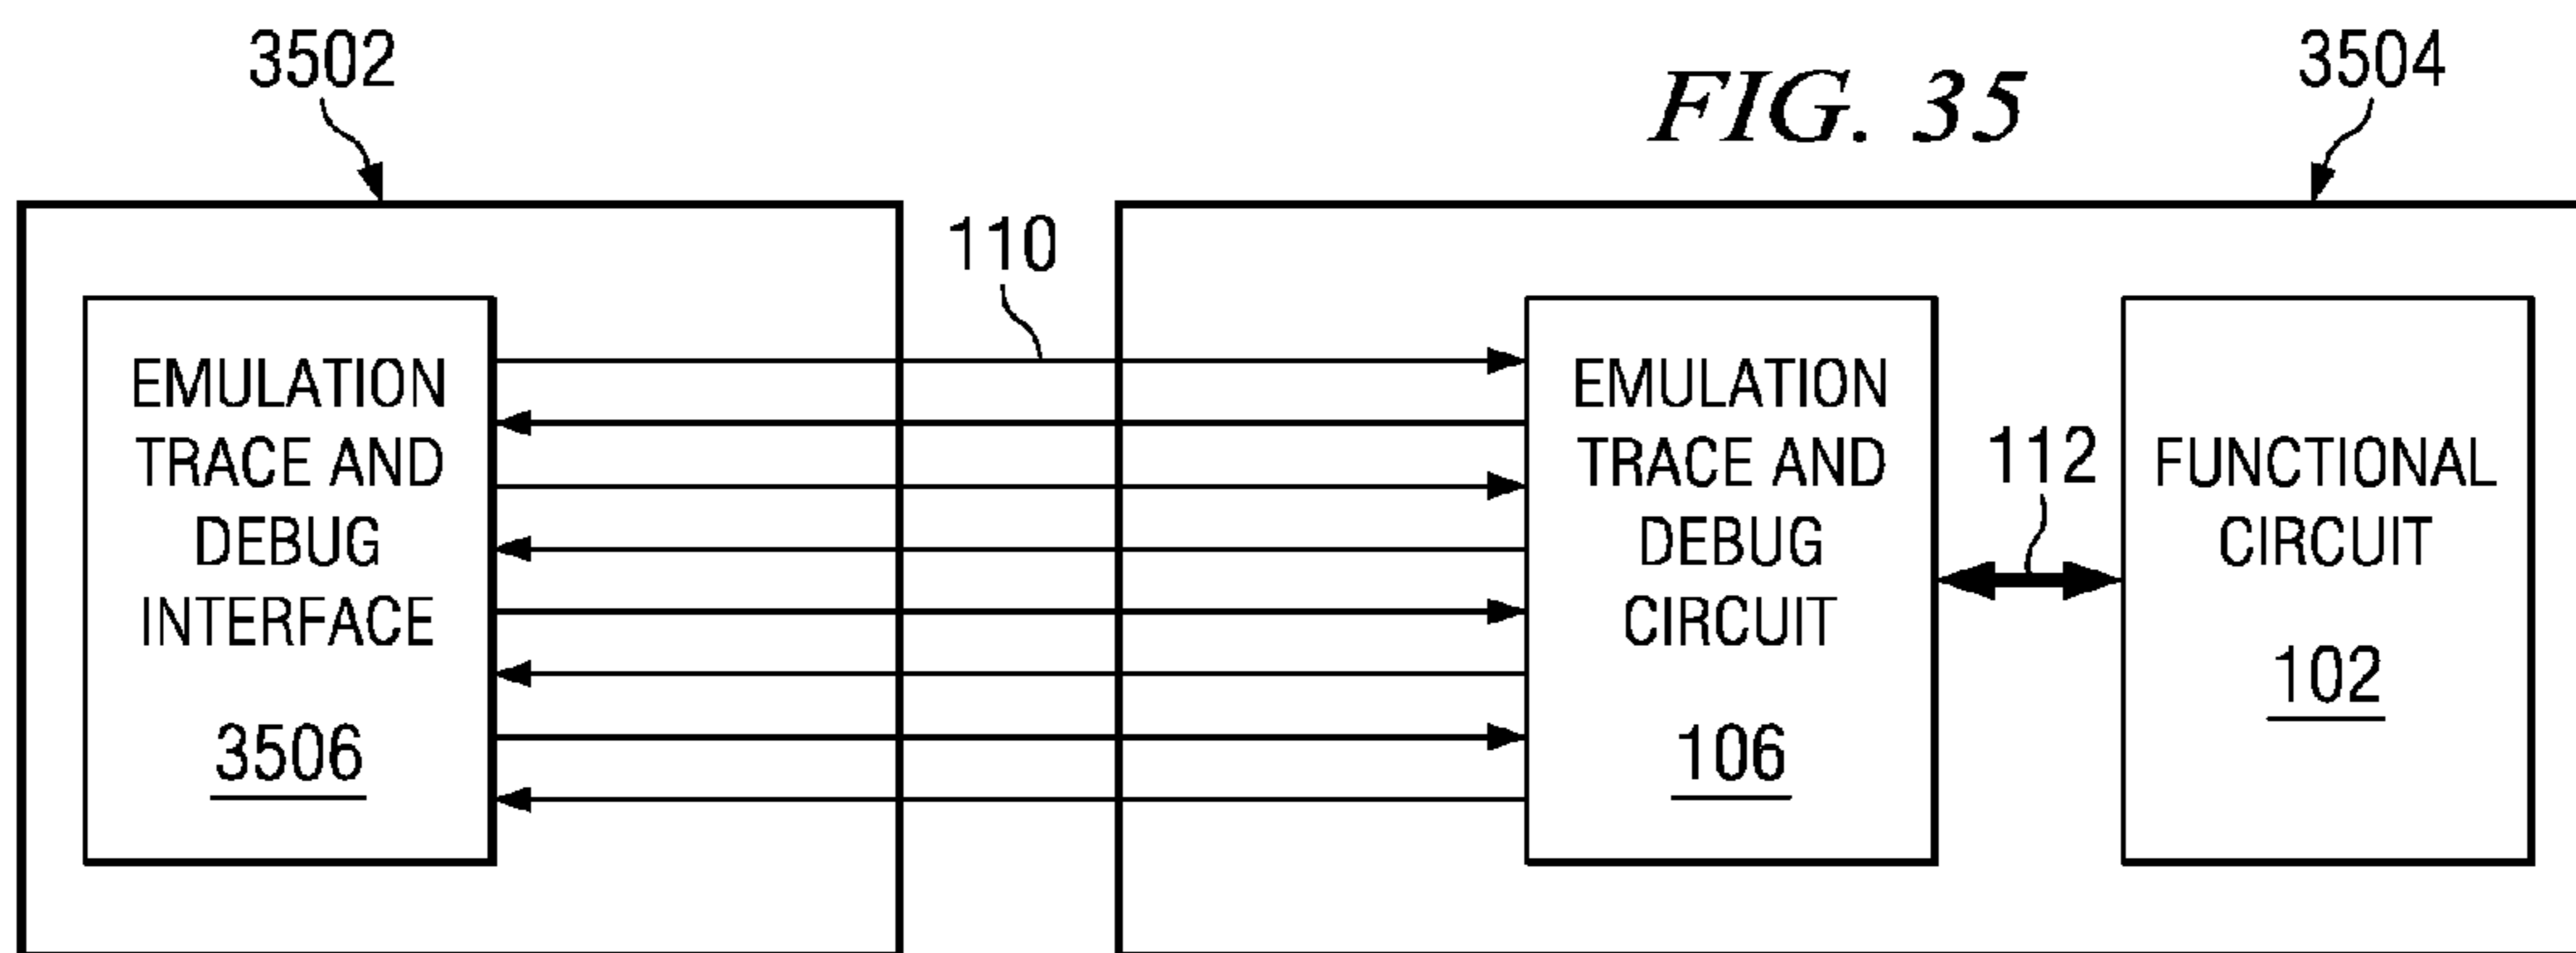 3502
FIG. 35
3504
110
EMULATION
TRACE AND
DEBUG
INTERFACE
3506
EMULATION
TRACE AND
DEBUG
CIRCUIT
106
112
FUNCTIONAL
CIRCUIT
102